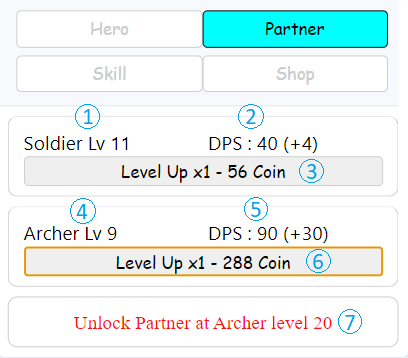 Hero Partner
Skill Shop
① ②
Soldier Lv 11 DPS : 40 (+4)
Level Up x1 - 56 Coin ③
④ ⑤
Archer Lv 9 DPS : 90 (+30)
Level Up x1 - 288 Coin ⑥
Unlock Partner at Archer level 20 ⑦